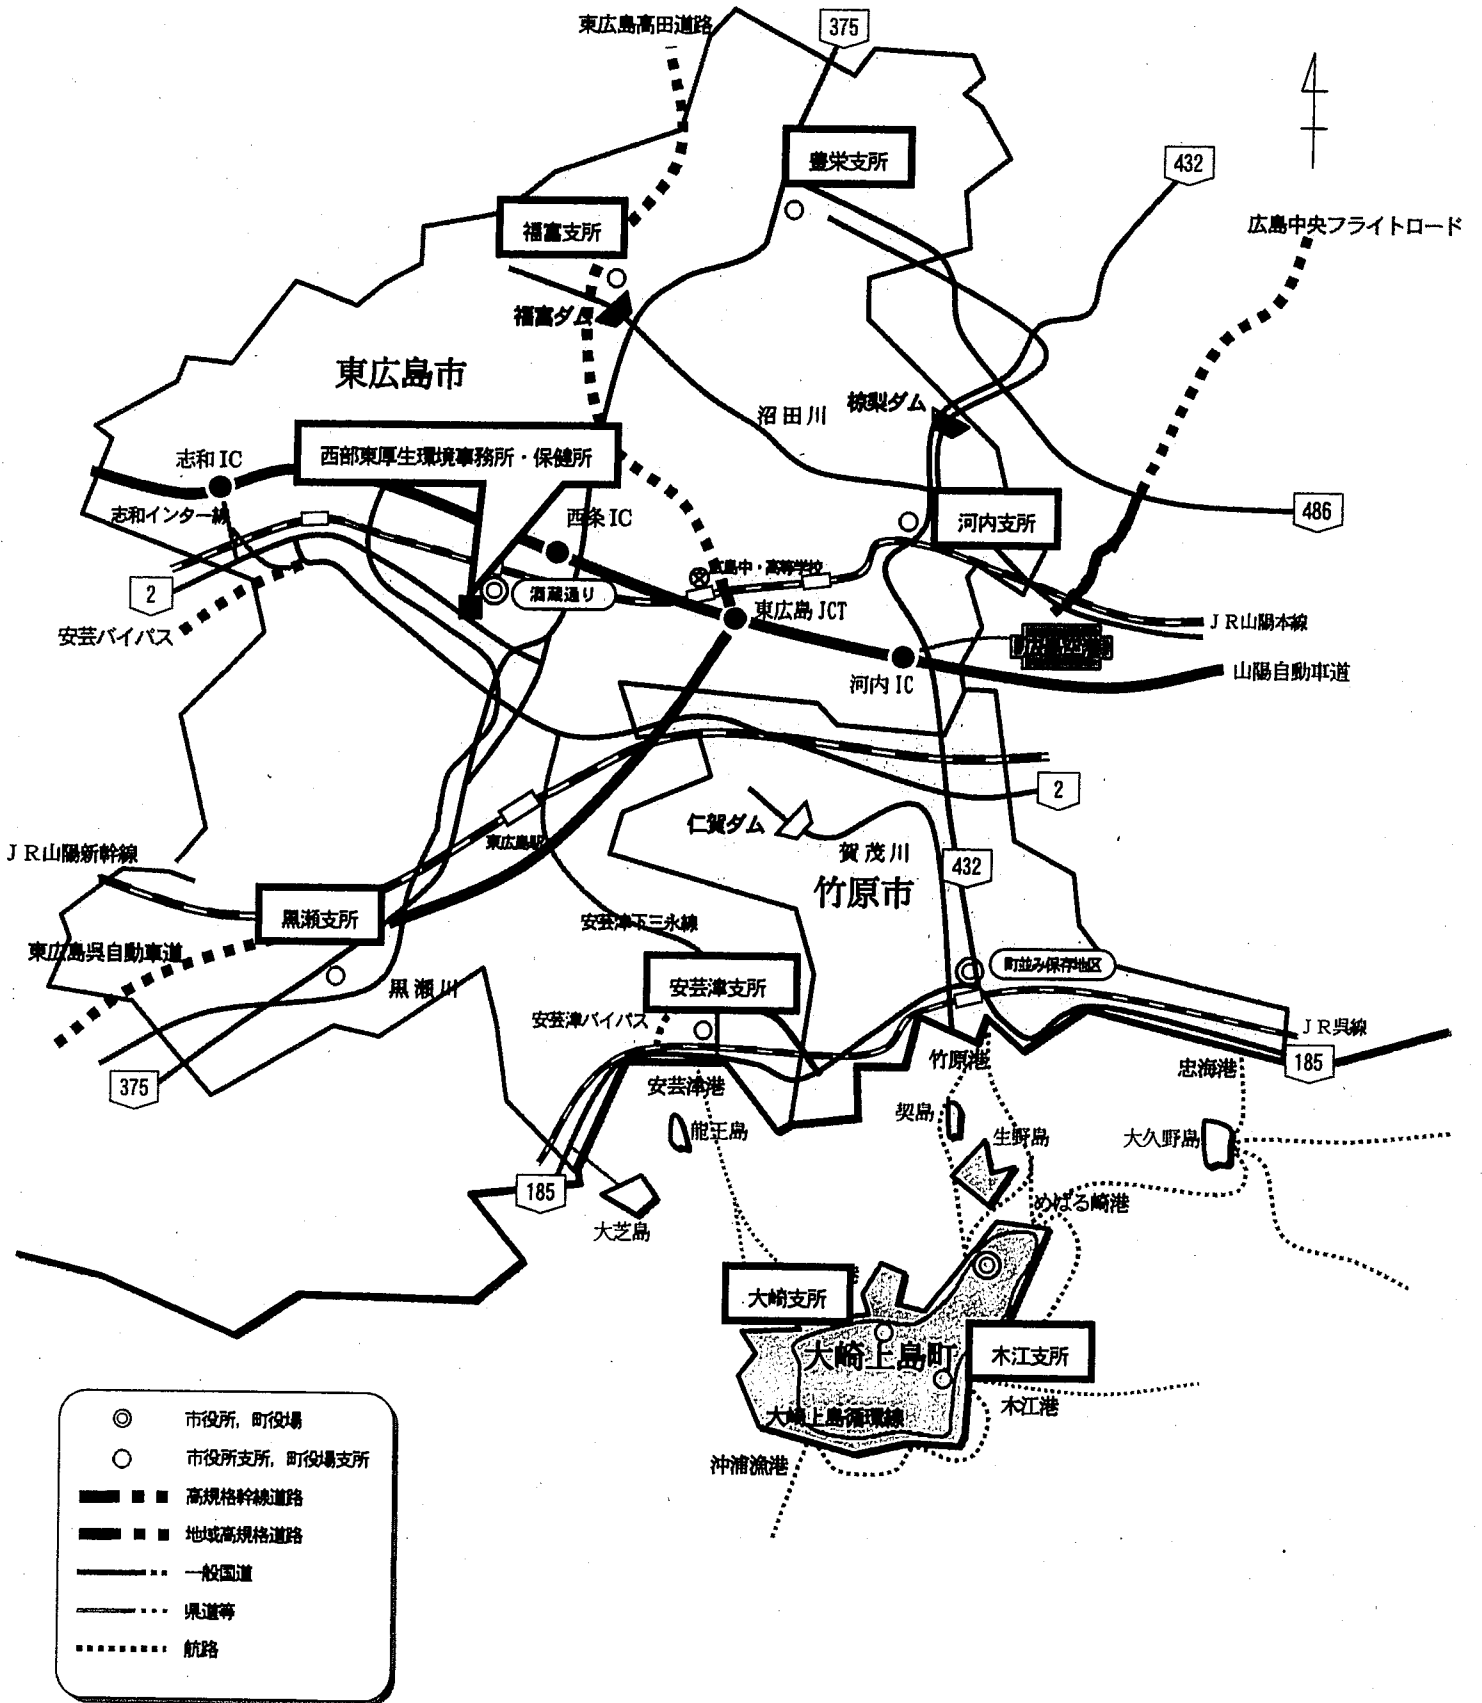 東広島高田道路
375
豊栄支所
432
広島中央フライトロード
福富支所
福富ダム
東広島市
沼田川
椋梨ダム
志和IC
西部東厚生環境事務所・保健所
志和インター線
西条IC
河内支所
486
2
広島中・高等学校
酒蔵通り
安芸バイパス
東広島JCT
JR山陽本線
河内IC
山陽自動車道
2
仁賀ダム
東広島駅
賀茂川
JR山陽新幹線
432
竹原市
黒瀬支所
安芸津下三永線
東広島呉自動車道
町並み保存地区
黒瀬川
安芸津支所
安芸津バイパス
JR呉線
竹原港
忠海港
185
375
安芸津港
契島
龍王島
生野島
大久野島
185
めばる崎港
大芝島
大崎支所
港
大崎上島町
木江支所
木江港
大崎上島循環線
沖浦漁港
市役所，町役場
市役所支所，町役場支所
高規格幹線道路
地域高規格道路
一般国道
県道等
航路